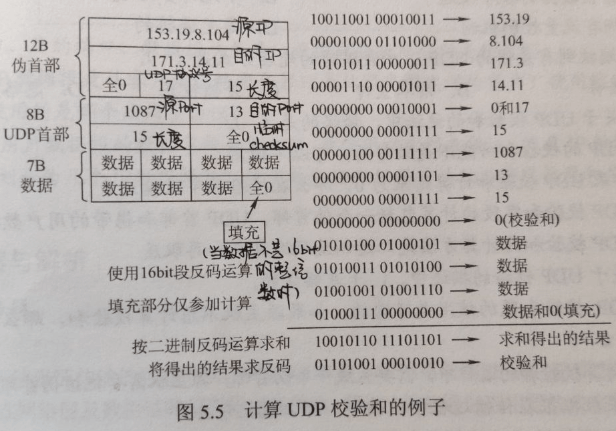 12B
伪首部
153.19.8.104 源IP
171.3.14.11 目的IP
UDP协议号
全0 17 15 长度
8B
UDP首部
1087 源Port 13 目的Port
15 长度 全0 临时
checksum
7B
数据
数据 数据 数据 数据
数据 数据 数据 全0
填充
(当数据不是16bit
的整倍
数时)
使用16bit段反码运算
填充部分仅参加计算
按二进制反码运算求和
将得出的结果求反码
10011001 00010011 → 153.19
00001000 01101000 → 8.104
10101011 00000011 → 171.3
00001110 00001011 → 14.11
00000000 00010001 → 0和17
00000000 00001111 → 15
00000100 00111111 → 1087
00000000 00001101 → 13
00000000 00001111 → 15
00000000 00000000 → 0(校验和)
01010100 01000101 → 数据
01010011 01010100 → 数据
01001001 01001110 → 数据
01000111 00000000 → 数据和0(填充)
10010110 11101101 → 求和得出的结果
01101001 00010010 → 校验和
图 5.5 计算 UDP 校验和的例子